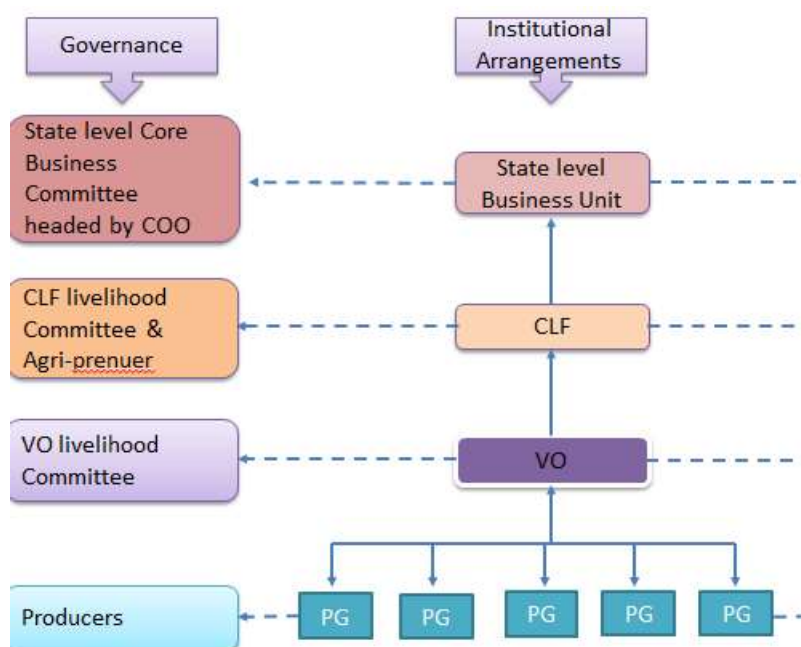 Governance
Institutional
Arrangements
State level Core
Business
Committee
headed by COO
State level
Business Unit
CLF livelihood
Committee &
Agri-prenuer
CLF
VO livelihood
Committee
VO
Producers
PG
PG
PG
PG
PG